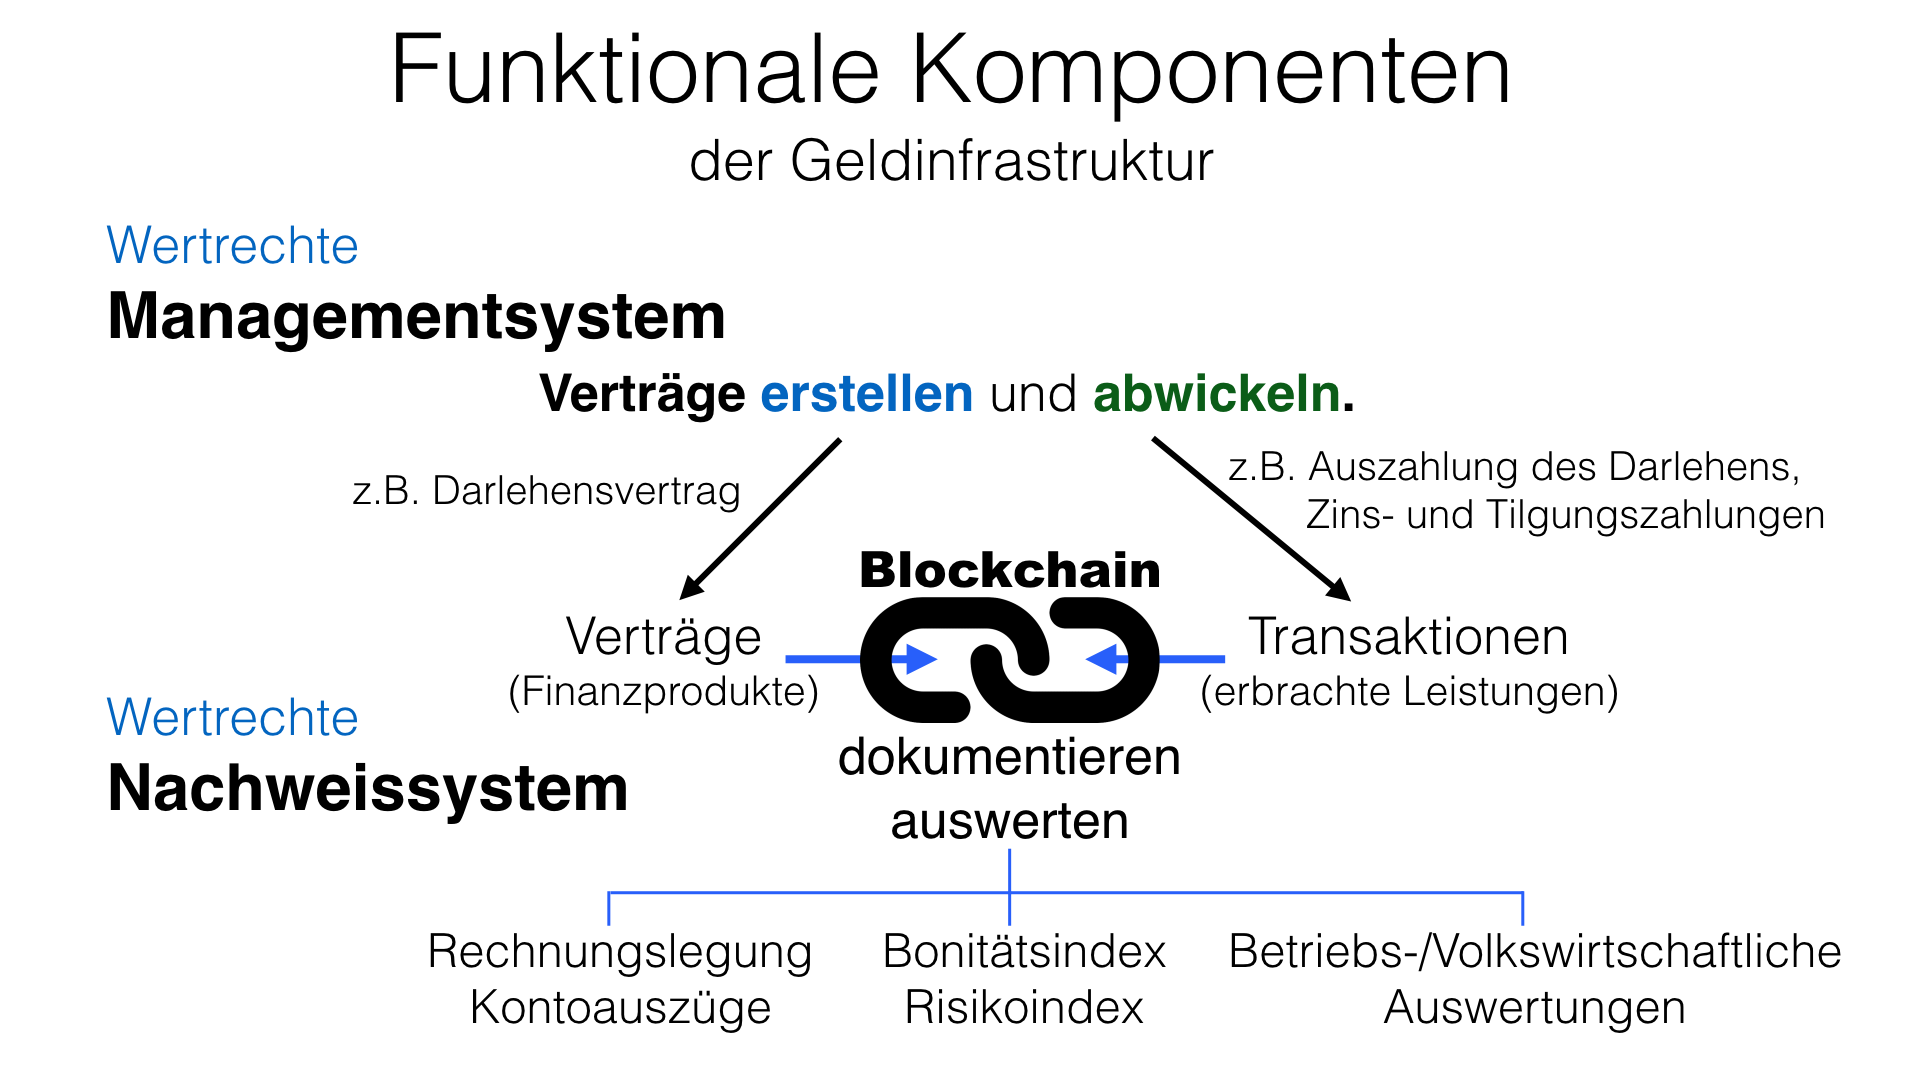 Funktionale Komponenten
der Geldinfrastruktur
Wertrechte
Managementsystem
Verträge erstellen und abwickeln.
z.B. Darlehensvertrag
z.B. Auszahlung des Darlehens,
Zins- und Tilgungszahlungen
Blockchain
Verträge
(Finanzprodukte)
Transaktionen
(erbrachte Leistungen)
Wertrechte
Nachweissystem
dokumentieren
auswerten
Rechnungslegung
Kontoauszüge
Bonitätsindex
Risikoindex
Betriebs-/Volkswirtschaftliche
Auswertungen